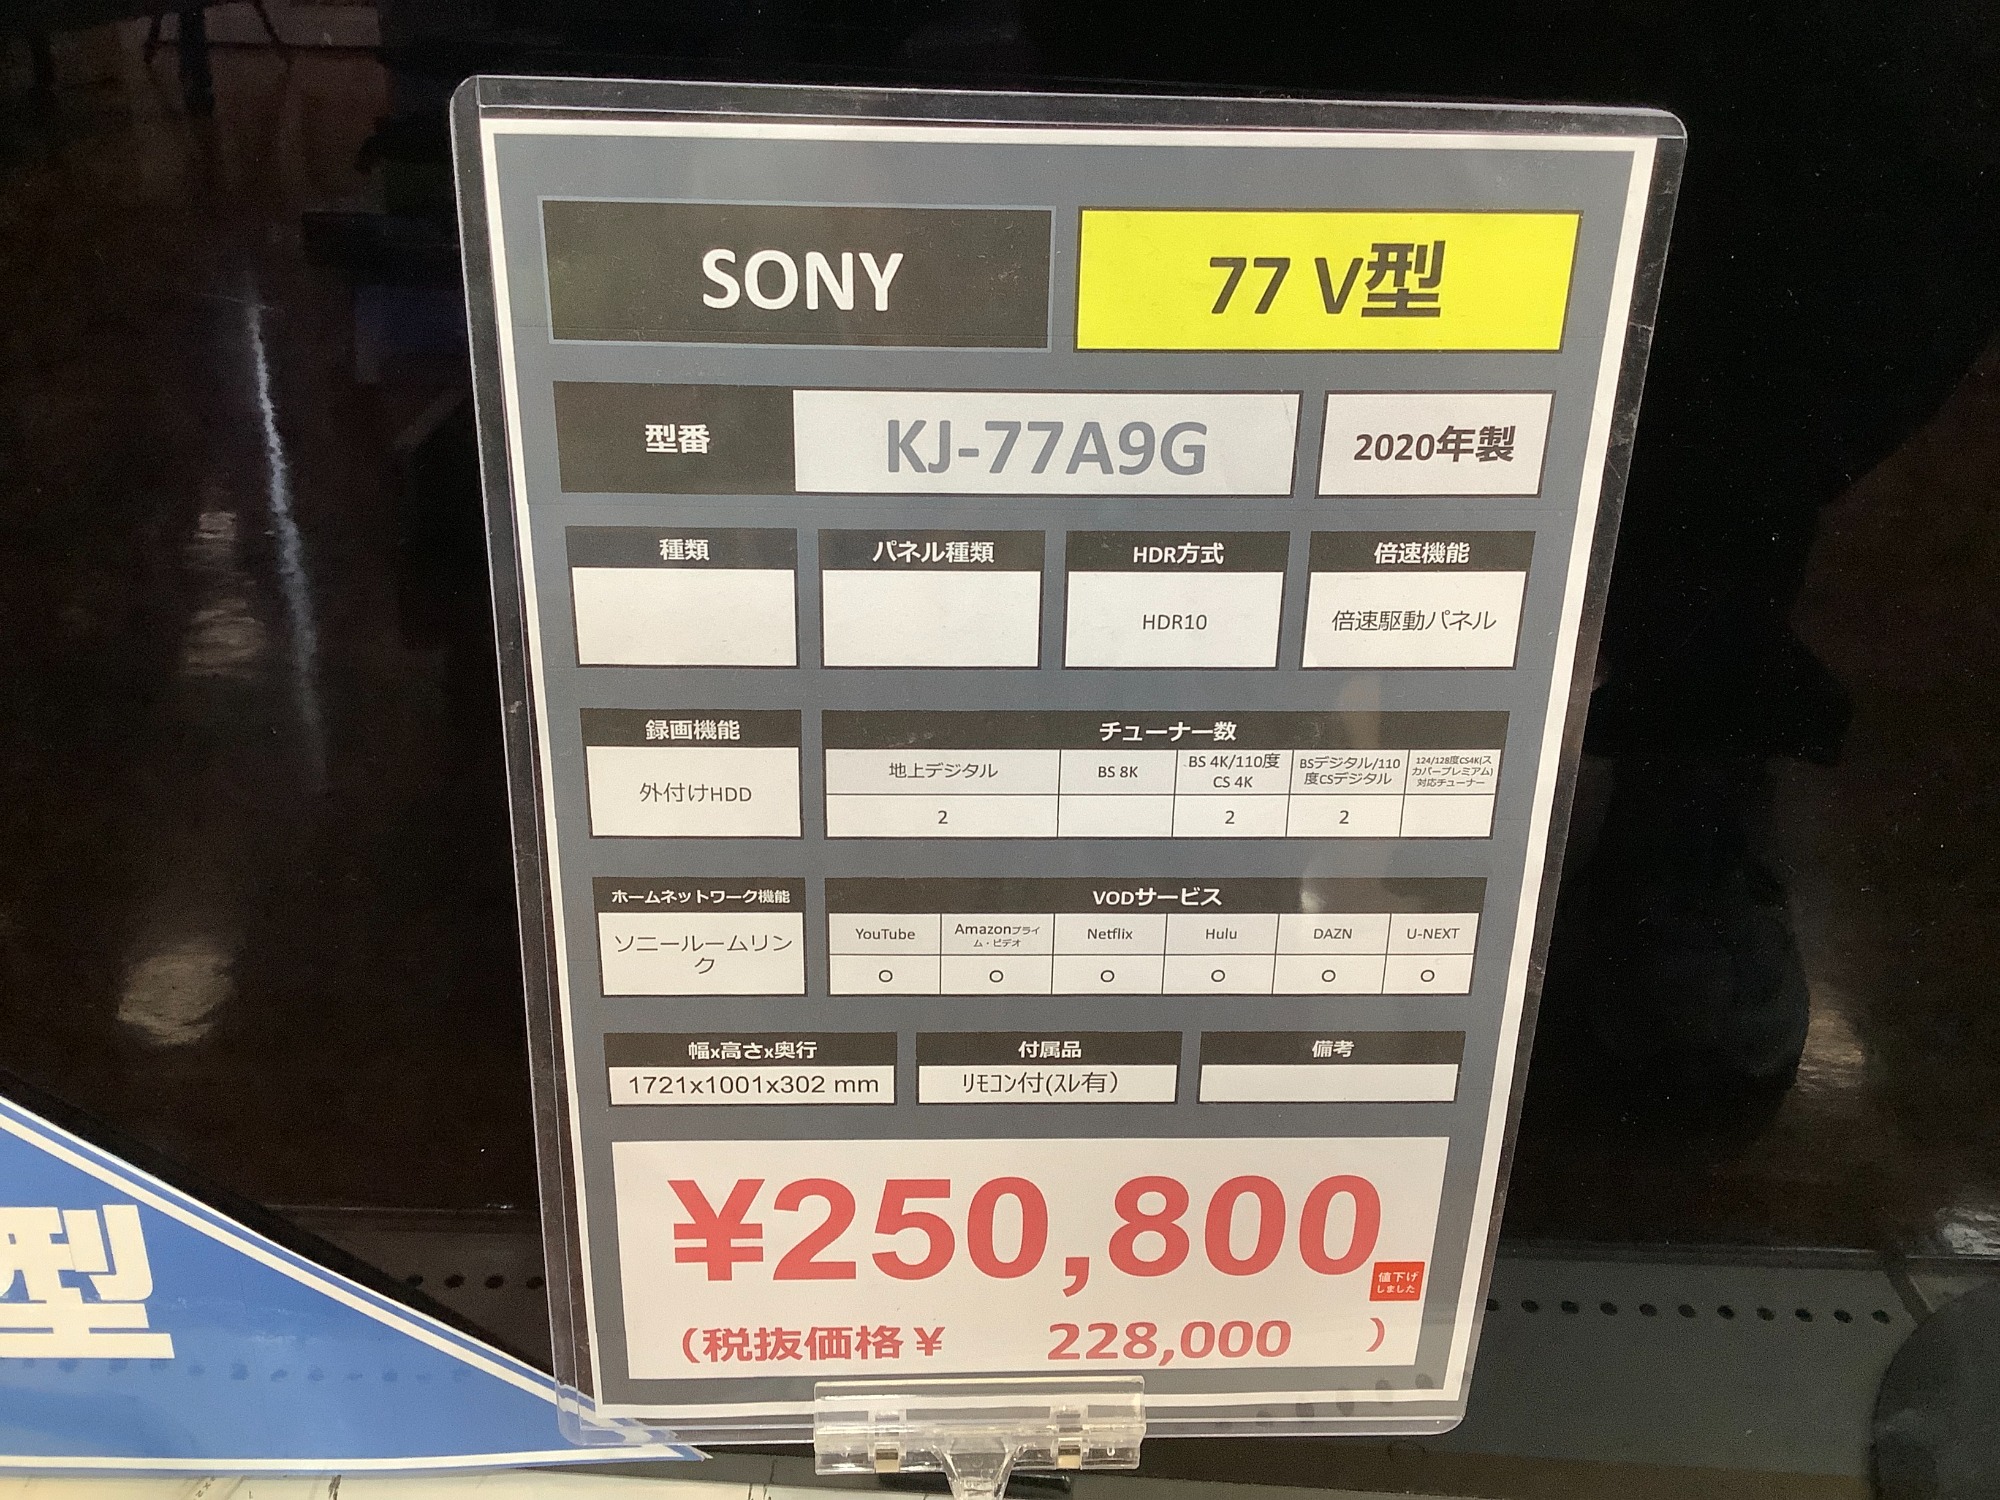 SONY
77 V型
型番
KJ-77A9G
2020年製
種類
パネル種類
HDR方式
倍速機能
HDR10
倍速駆動パネル
録画機能
チューナー数
外付けHDD
地上デジタル
BS 8K
BS 4K/110度
CS 4K
BSデジタル/110
度CSデジタル
124/128度CS4K(ス
カパープレミアム)
対応チューナー
2
2
2
ホームネットワーク機能
VODサービス
ソニールームリン
ク
YouTube
Amazonプライ
ム・ビデオ
Netflix
Hulu
DAZN
U-NEXT
○
○
○
○
○
○
幅x高さx奥行
付属品
備考
1721x1001x302 mm
ﾘﾓｺﾝ付(ｽﾚ有)
¥250,800
値下げ
しました
(税抜価格¥ 228,000 )
型